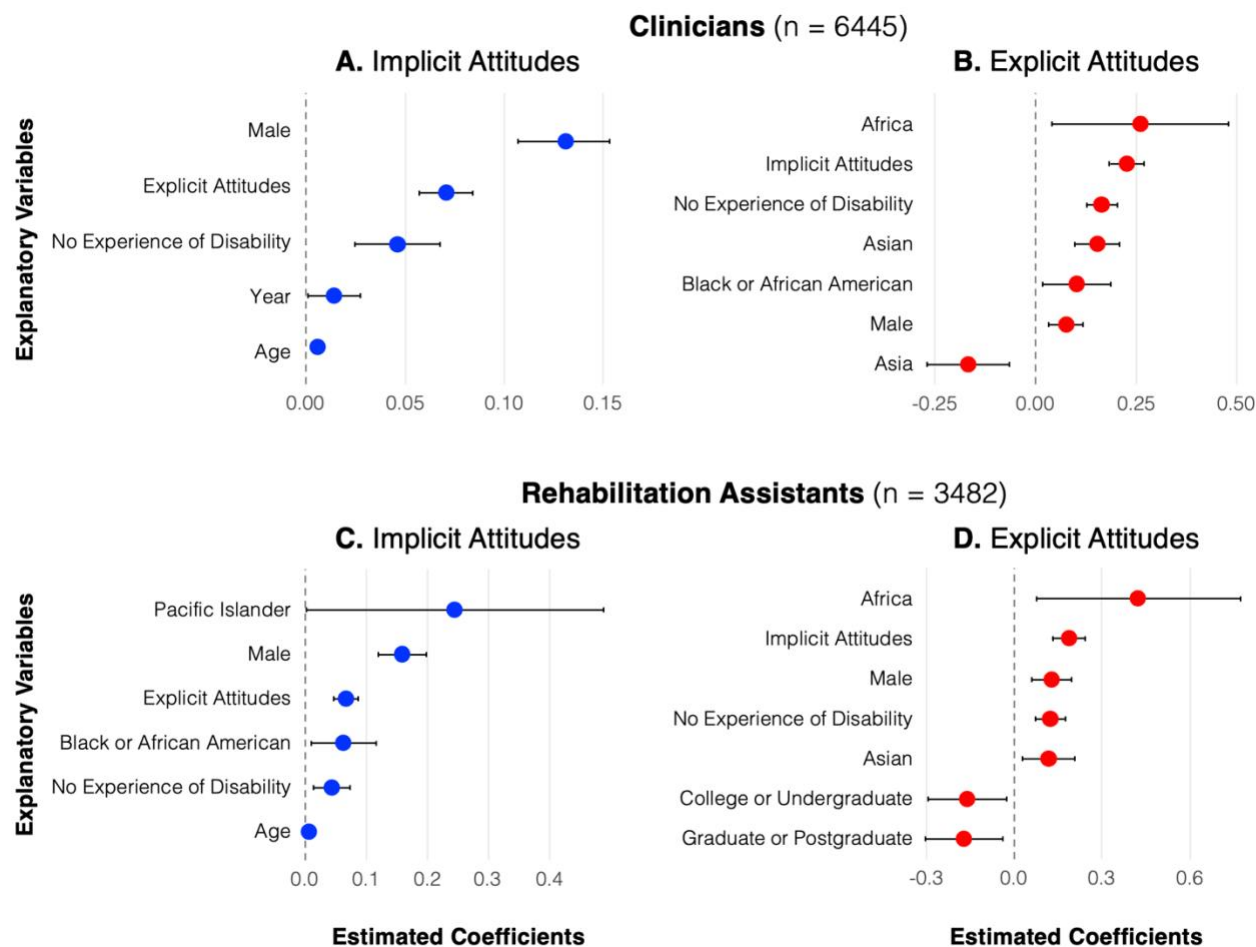 Clinicians (n = 6445)
A. Implicit Attitudes
Explanatory Variables
Male
Explicit Attitudes
No Experience of Disability
Year
Age
0.00 0.05 0.10 0.15
B. Explicit Attitudes
Africa
Implicit Attitudes
No Experience of Disability
Asian
Black or African American
Male
Asia
-0.25 0.00 0.25 0.50
Rehabilitation Assistants (n = 3482)
C. Implicit Attitudes
Explanatory Variables
Pacific Islander
Male
Explicit Attitudes
Black or African American
No Experience of Disability
Age
0.0 0.1 0.2 0.3 0.4
Estimated Coefficients
D. Explicit Attitudes
Africa
Implicit Attitudes
Male
No Experience of Disability
Asian
College or Undergraduate
Graduate or Postgraduate
-0.3 0.0 0.3 0.6
Estimated Coefficients